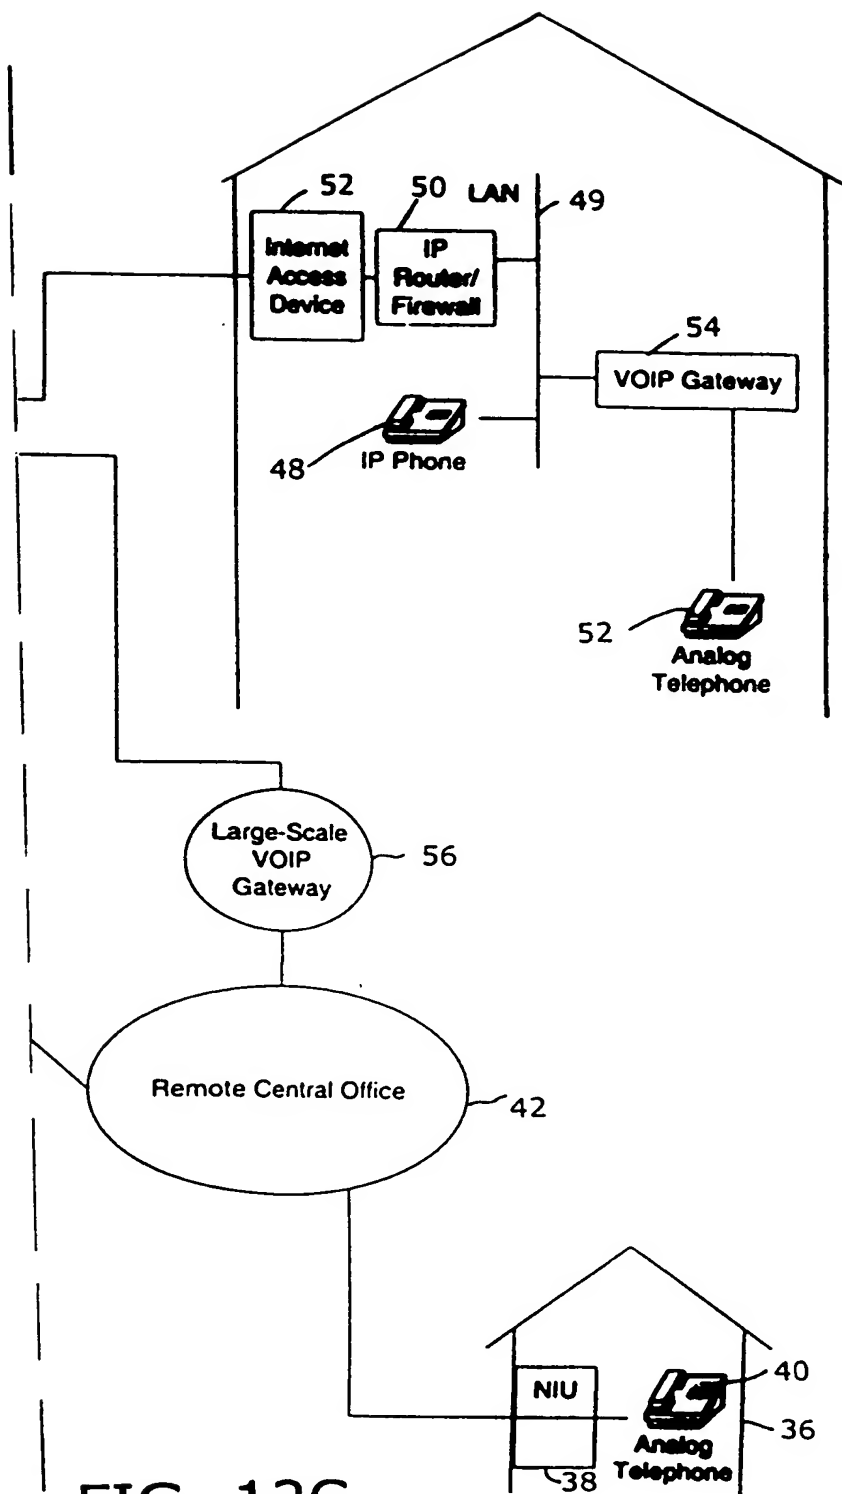 52
50
LAN
49
Internet
Access
Device
IP
Router/
Firewall
54
VOIP Gateway
48
IP Phone
52
Analog
Telephone
Large-Scale
VOIP
Gateway
56
Remote Central Office
42
NIU
40
36
Analog
Telephone
38